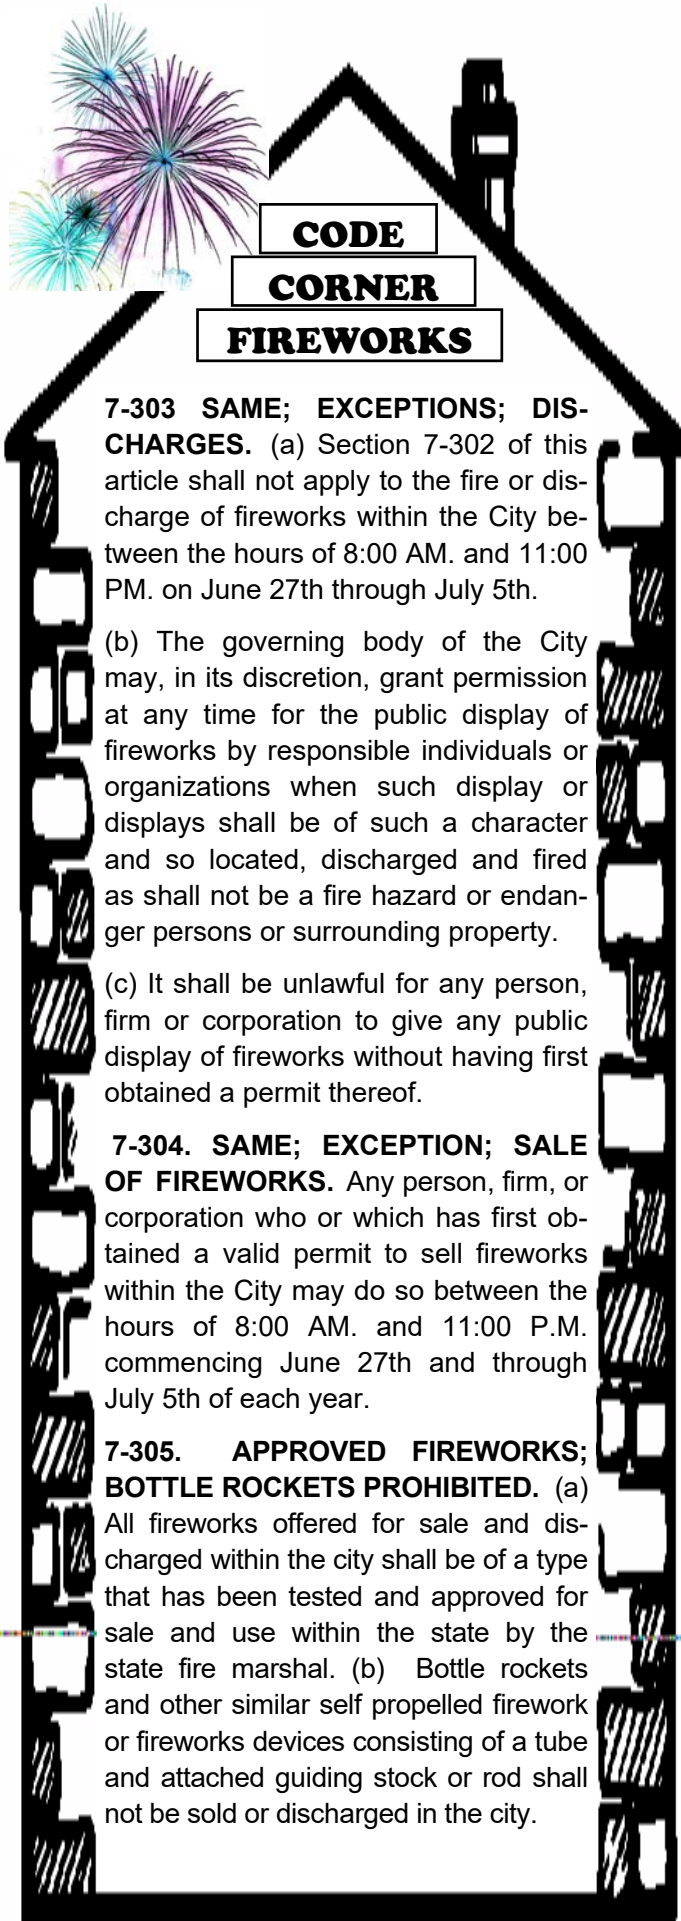 CODE
CORNER
FIREWORKS
7-303 SAME; EXCEPTIONS; DIS-
CHARGES. (a) Section 7-302 of this
article shall not apply to the fire or dis-
charge of fireworks within the City be-
tween the hours of 8:00 AM. and 11:00
PM. on June 27th through July 5th.
(b) The governing body of the City
may, in its discretion, grant permission
at any time for the public display of
fireworks by responsible individuals or
organizations when such display or
displays shall be of such a character
and so located, discharged and fired
as shall not be a fire hazard or endan-
ger persons or surrounding property.
(c) It shall be unlawful for any person,
firm or corporation to give any public
display of fireworks without having first
obtained a permit thereof.
7-304. SAME; EXCEPTION; SALE
OF FIREWORKS. Any person, firm, or
corporation who or which has first ob-
tained a valid permit to sell fireworks
within the City may do so between the
hours of 8:00 AM. and 11:00 P.M.
commencing June 27th and through
July 5th of each year.
7-305. APPROVED FIREWORKS;
BOTTLE ROCKETS PROHIBITED. (a)
All fireworks offered for sale and dis-
charged within the city shall be of a type
that has been tested and approved for
sale and use within the state by the
state fire marshal. (b) Bottle rockets
and other similar self propelled firework
or fireworks devices consisting of a tube
and attached guiding stock or rod shall
not be sold or discharged in the city.